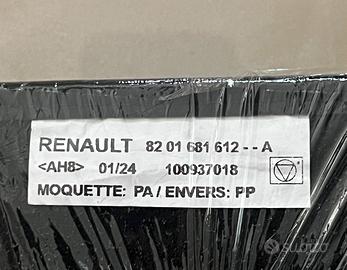 RENAULT 82 01 681 612 - - A
<AH8> 01/24 100937018
MOQUETTE: PA / ENVERS: PP
subito